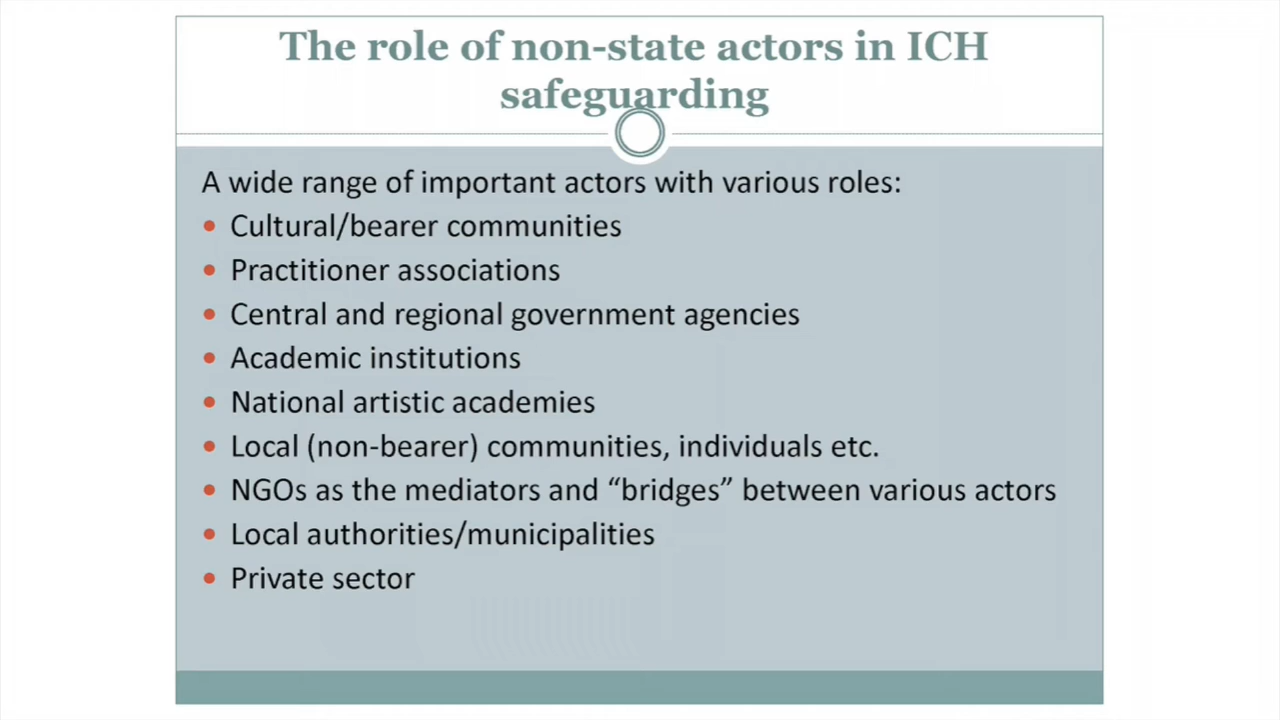 The role of non-state actors in ICH
safeguarding
A wide range of important actors with various roles:
• Cultural/bearer communities
• Practitioner associations
• Central and regional government agencies
• Academic institutions
• National artistic academies
• Local (non-bearer) communities, individuals etc.
• NGOs as the mediators and “bridges” between various actors
• Local authorities/municipalities
• Private sector